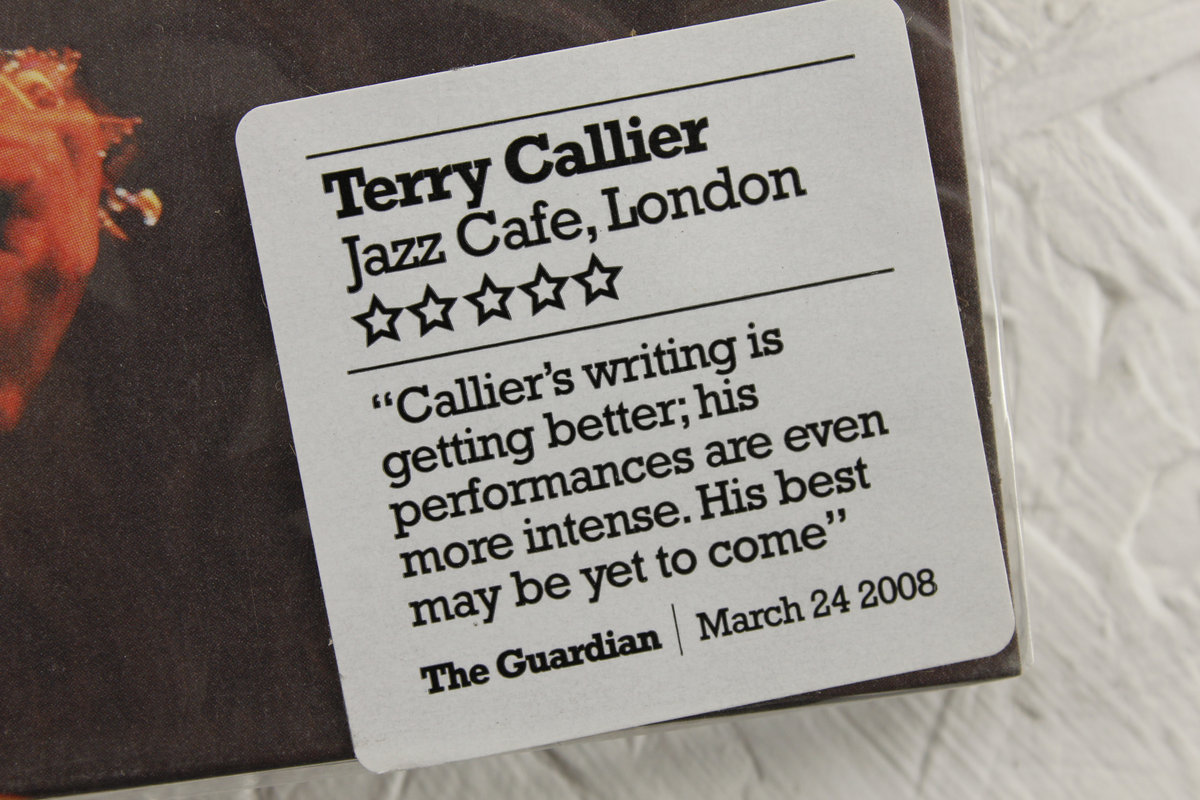 Terry Callier
Jazz Cafe, London
“Callier’s writing is
getting better; his
performances are even
more intense. His best
may be yet to come”
The Guardian | March 24 2008